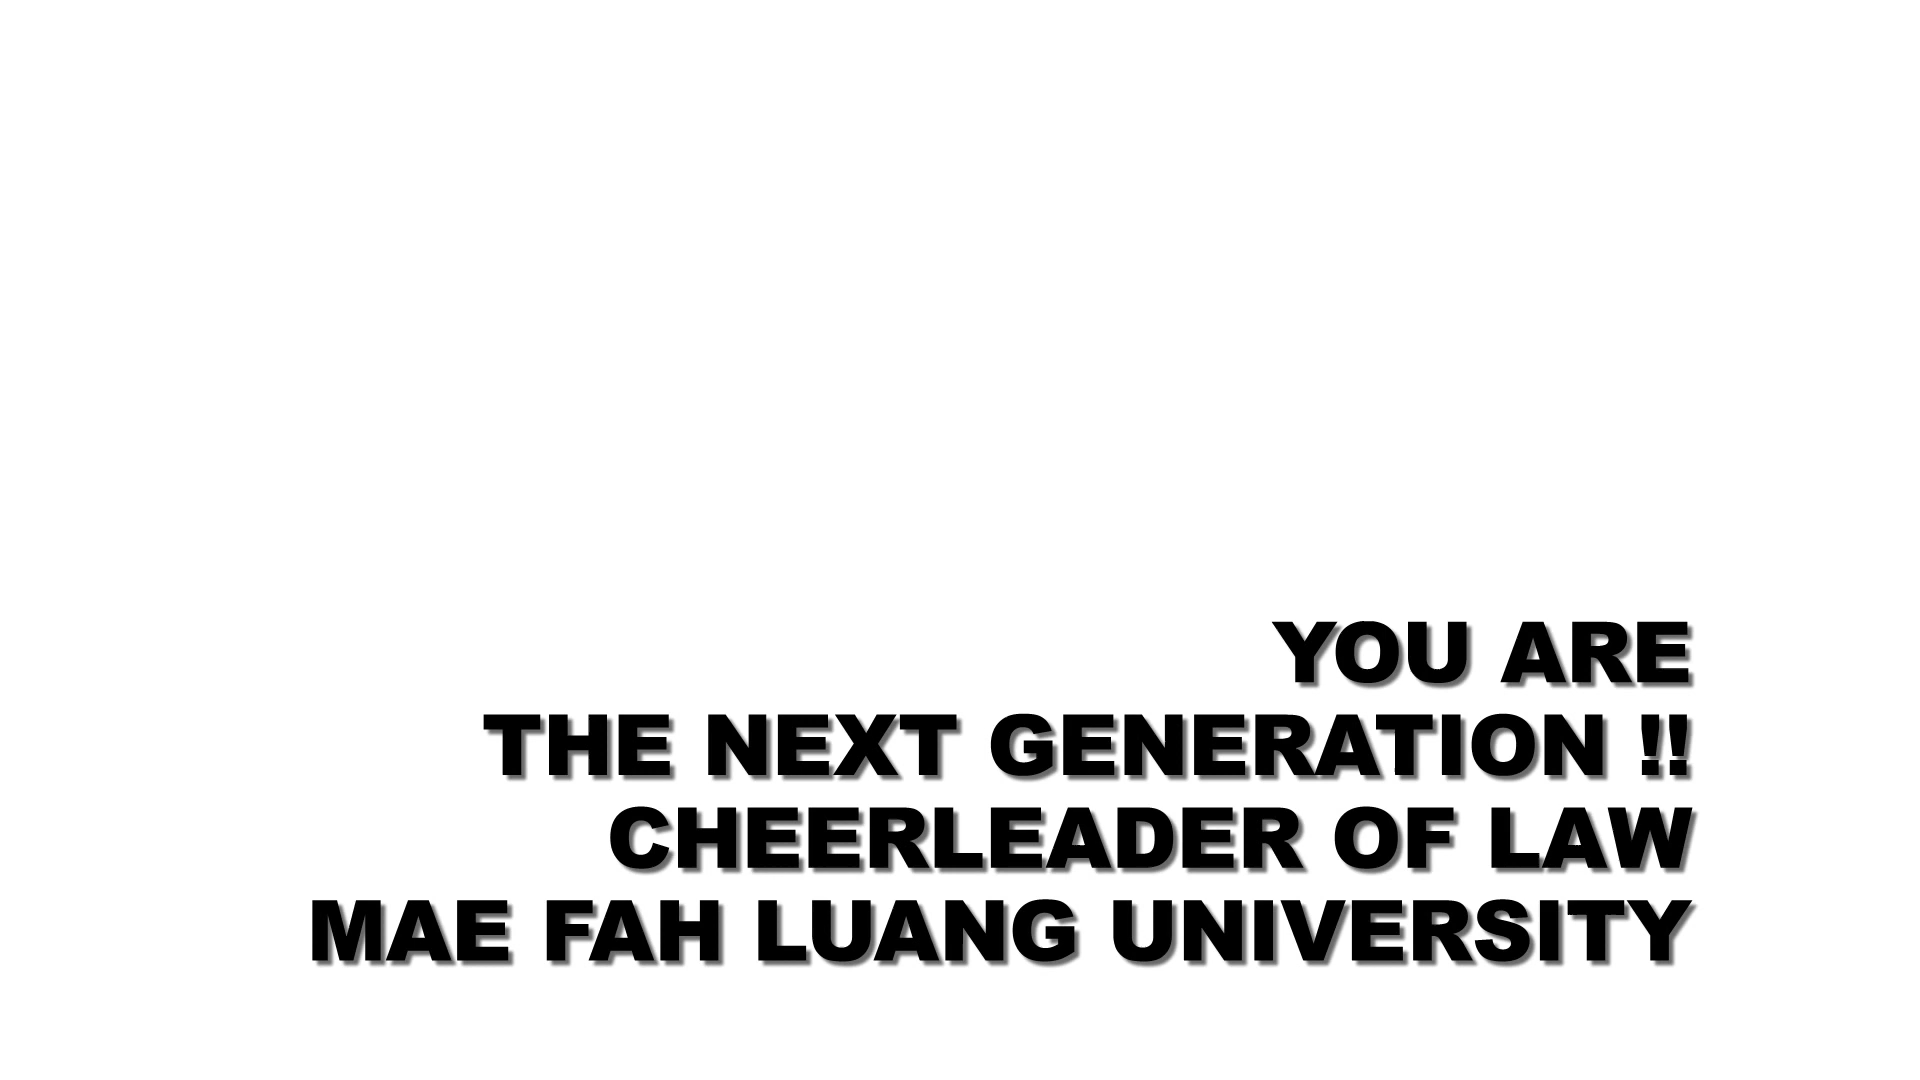 YOU ARE
THE NEXT GENERATION !!
CHEERLEADER OF LAW
MAE FAH LUANG UNIVERSITY